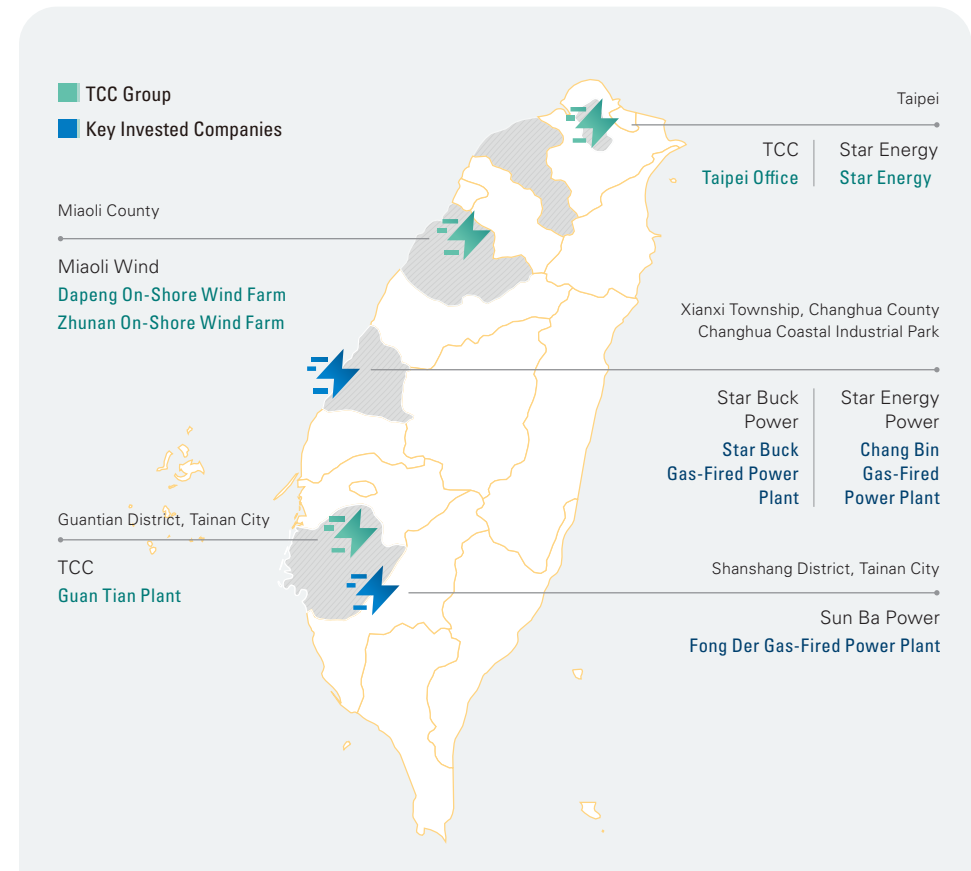 TCC Group
Key Invested Companies
Taipei
TCC
Taipei Office
Star Energy
Star Energy
Miaoli County
Miaoli Wind
Dapeng On-Shore Wind Farm
Zhunan On-Shore Wind Farm
Xianxi Township, Changhua County
Changhua Coastal Industrial Park
Star Buck
Power
Star Buck
Gas-Fired Power
Plant
Star Energy
Power
Chang Bin
Gas-Fired
Power Plant
Guantian District, Tainan City
TCC
Guan Tian Plant
Shanshang District, Tainan City
Sun Ba Power
Fong Der Gas-Fired Power Plant